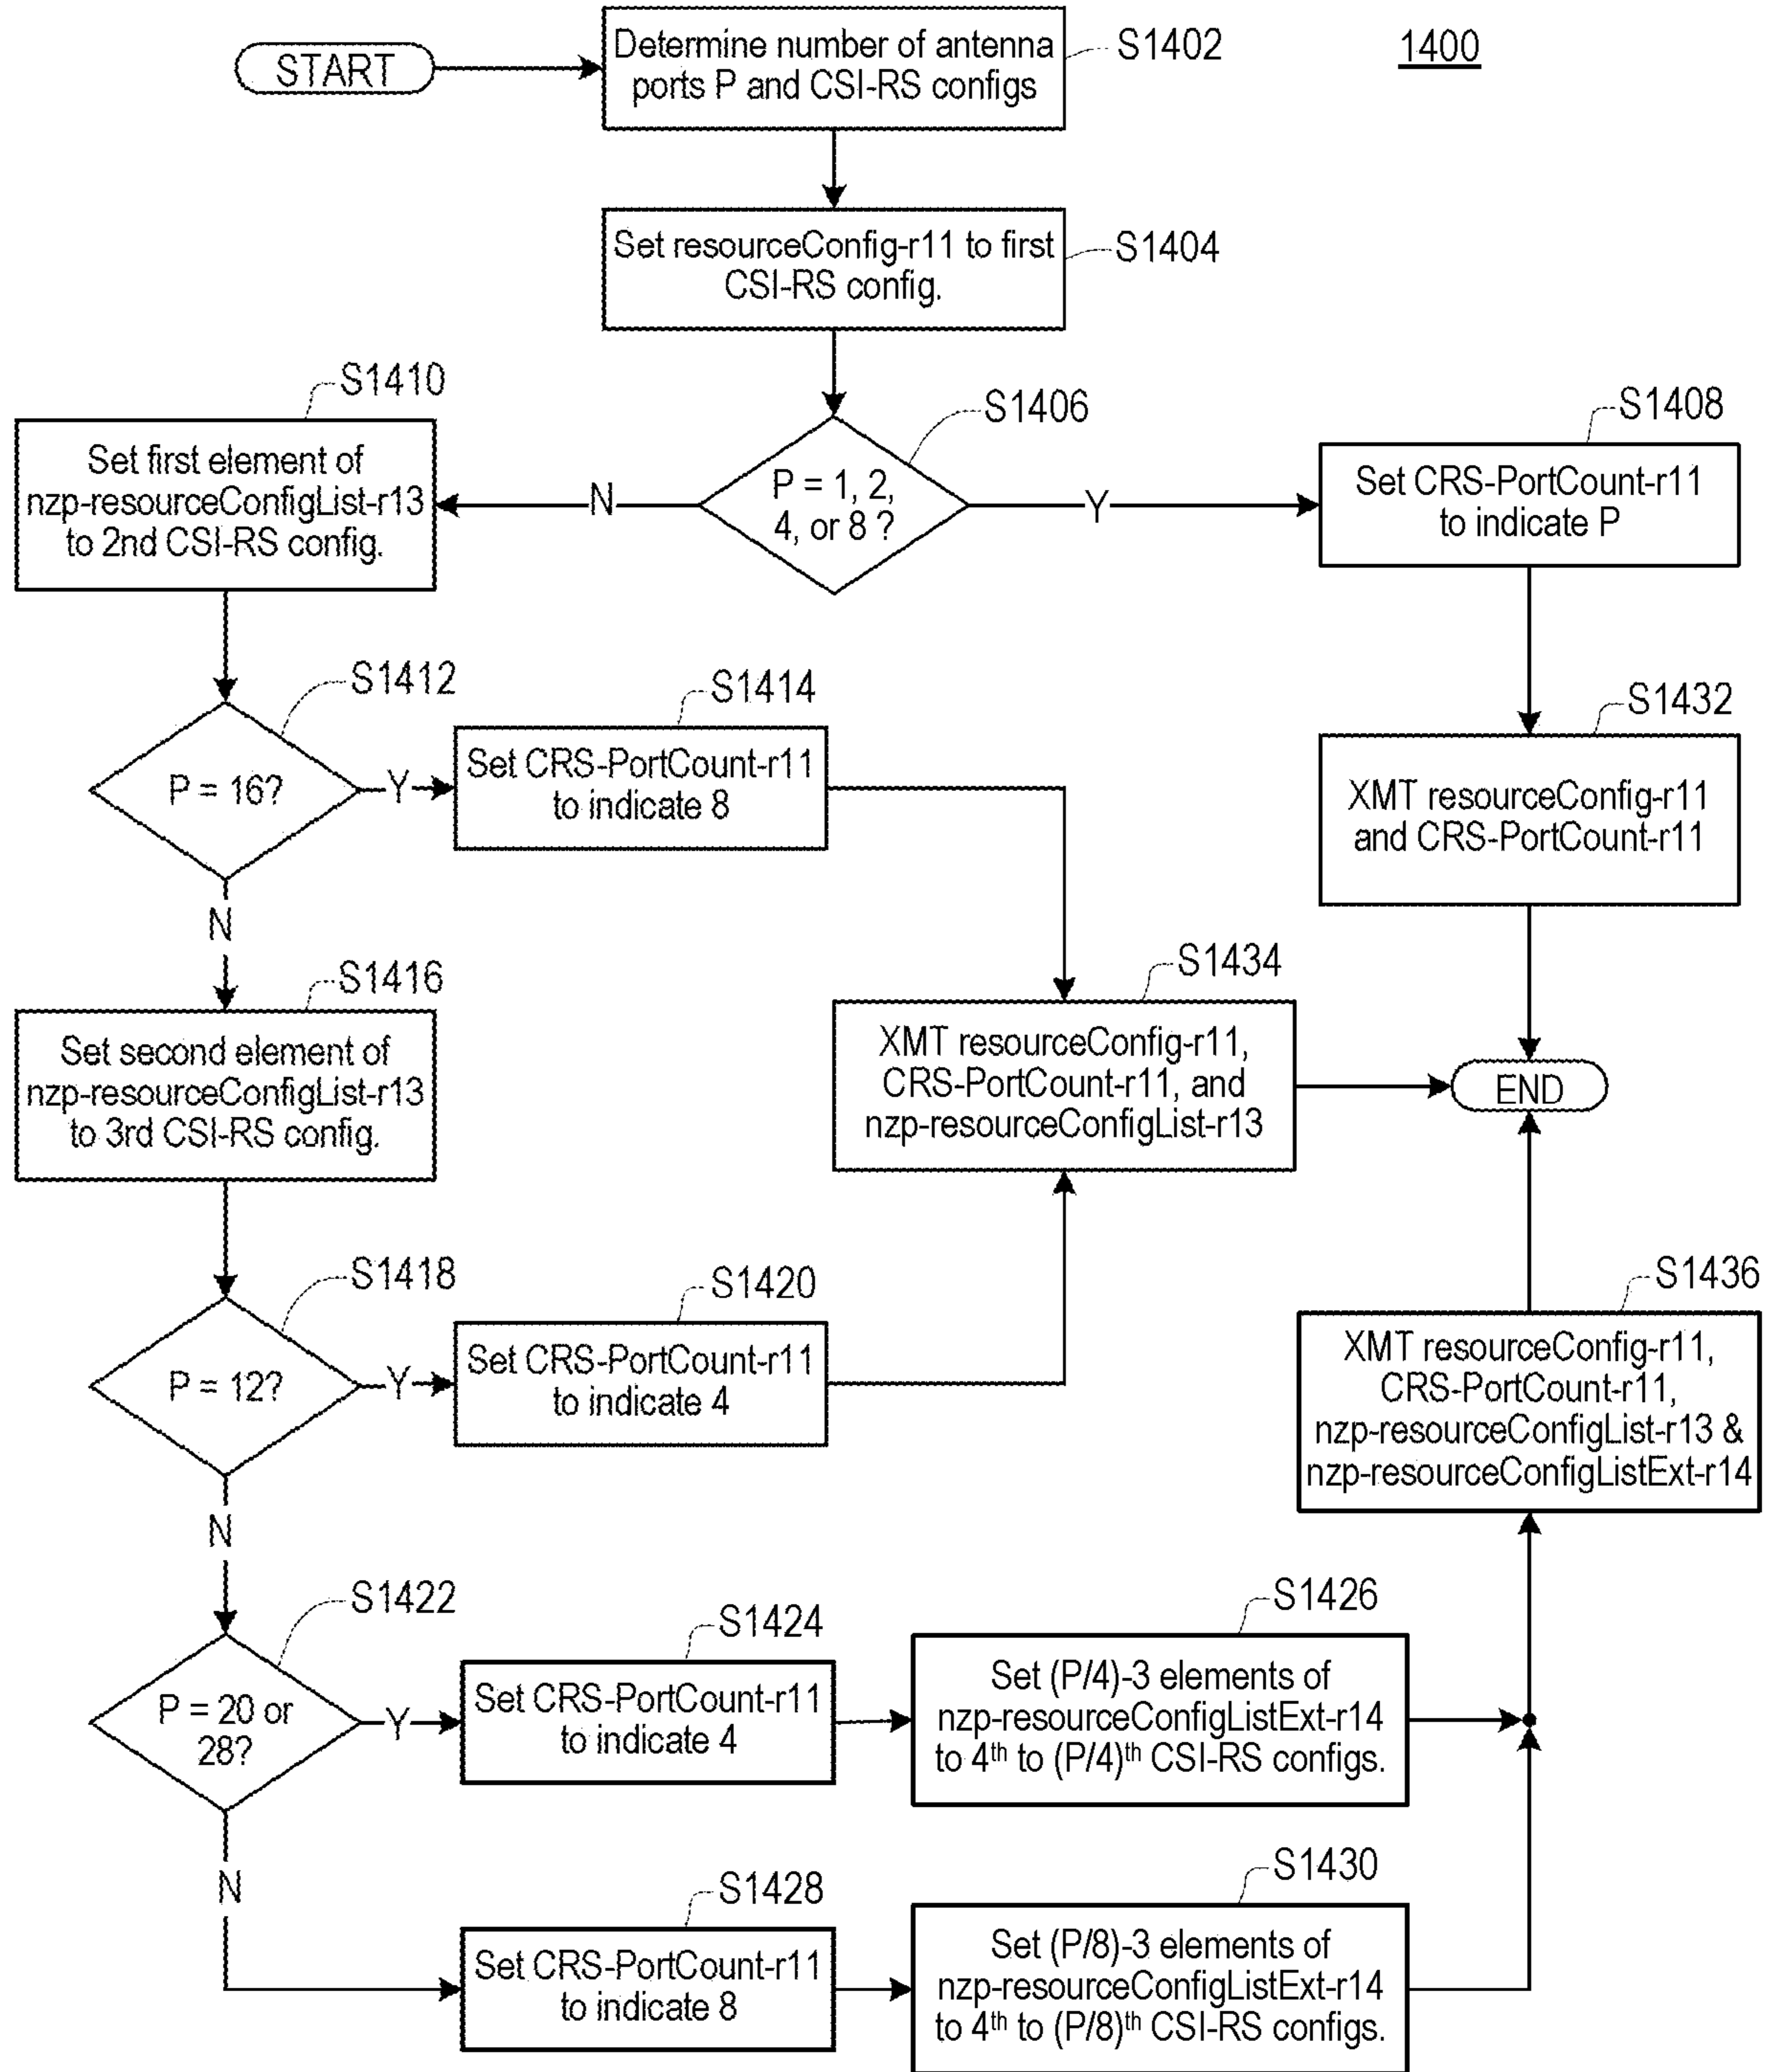 1400
START
Determine number of antenna
ports P and CSI-RS configs
S1402
Set resourceConfig-r11 to first
CSI-RS config.
S1404
S1406
P = 1, 2,
4, or 8 ?
N
Y
S1408
Set CRS-PortCount-r11
to indicate P
S1410
Set first element of
nzp-resourceConfigList-r13
to 2nd CSI-RS config.
S1412
P = 16?
Y
N
S1414
Set CRS-PortCount-r11
to indicate 8
S1432
XMT resourceConfig-r11
and CRS-PortCount-r11
S1416
Set second element of
nzp-resourceConfigList-r13
to 3rd CSI-RS config.
S1434
XMT resourceConfig-r11,
CRS-PortCount-r11, and
nzp-resourceConfigList-r13
END
S1418
P = 12?
Y
N
S1420
Set CRS-PortCount-r11
to indicate 4
S1436
XMT resourceConfig-r11,
CRS-PortCount-r11,
nzp-resourceConfigList-r13 &
nzp-resourceConfigListExt-r14
S1422
P = 20 or
28?
Y
N
S1424
Set CRS-PortCount-r11
to indicate 4
S1426
Set (P/4)-3 elements of
nzp-resourceConfigListExt-r14
to 4th to (P/4)th CSI-RS configs.
S1428
Set CRS-PortCount-r11
to indicate 8
S1430
Set (P/8)-3 elements of
nzp-resourceConfigListExt-r14
to 4th to (P/8)th CSI-RS configs.